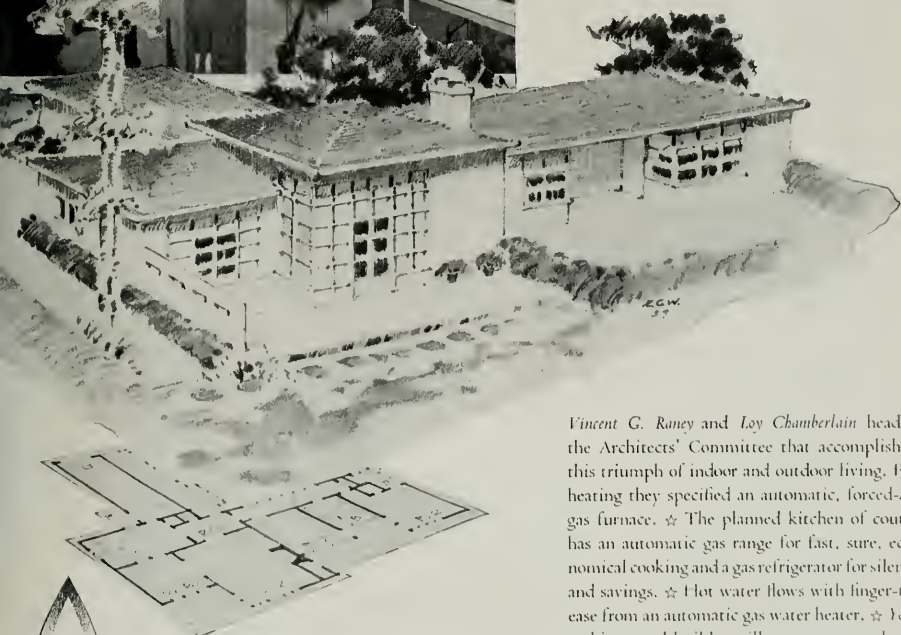 E.G.W.
39
Vincent G. Raney and Loy Chamberlain head
the Architects' Committee that accomplish
this triumph of indoor and outdoor living.
heating they specified an automatic, forced-
gas furnace. ☆ The planned kitchen of cour
has an automatic gas range for fast, sure, ec
nomical cooking and a gas refrigerator for silen
and savings. ☆ Hot water flows with finger-t
ease from an automatic gas water heater. ☆